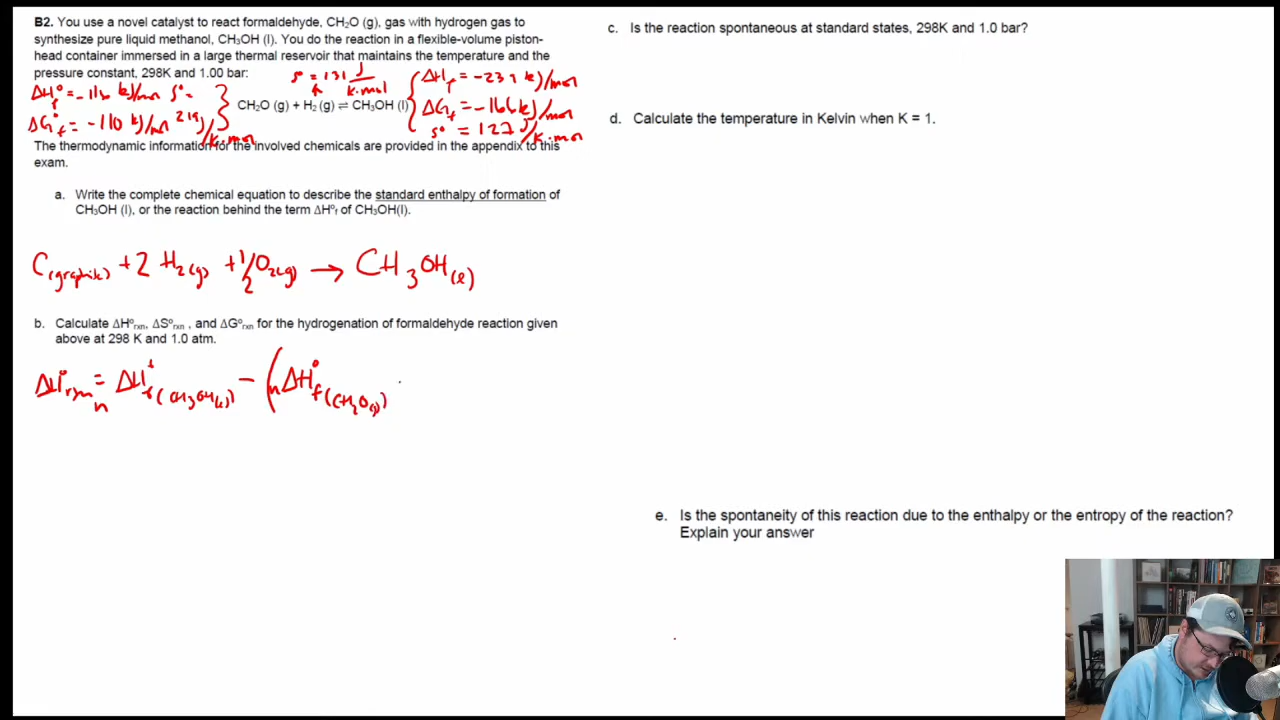 B2. You use a novel catalyst to react formaldehyde, CH₂O (g), gas with hydrogen gas to
synthesize pure liquid methanol, CH₃OH (l). You do the reaction in a flexible-volume piston-
head container immersed in a large thermal reservoir that maintains the temperature and the
pressure constant, 298K and 1.00 bar:
S° = 131 J/K·mol
ΔH°f = kJ/mol S° = 219 J/K·mol
ΔG°f = -110 kJ/mol
CH₂O (g) + H₂ (g) ⇌ CH₃OH (l)
ΔHf = kJ/mol
ΔGf = -166 kJ/mol
S° = 127 J/K·mol
The thermodynamic information for the involved chemicals are provided in the appendix to this
exam.
a. Write the complete chemical equation to describe the standard enthalpy of formation of
CH₃OH (l), or the reaction behind the term ΔH°f of CH₃OH(l).
C(graphite) + 2 H₂(g) + 1/2 O₂(g) → CH₃OH(l)
b. Calculate ΔH°rxn, ΔS°rxn , and ΔG°rxn for the hydrogenation of formaldehyde reaction given
above at 298 K and 1.0 atm.
ΔH°rxn = n ΔH°f(CH₃OH(l)) - (n ΔH°f(CH₂O(g))
c. Is the reaction spontaneous at standard states, 298K and 1.0 bar?
d. Calculate the temperature in Kelvin when K = 1.
e. Is the spontaneity of this reaction due to the enthalpy or the entropy of the reaction?
Explain your answer